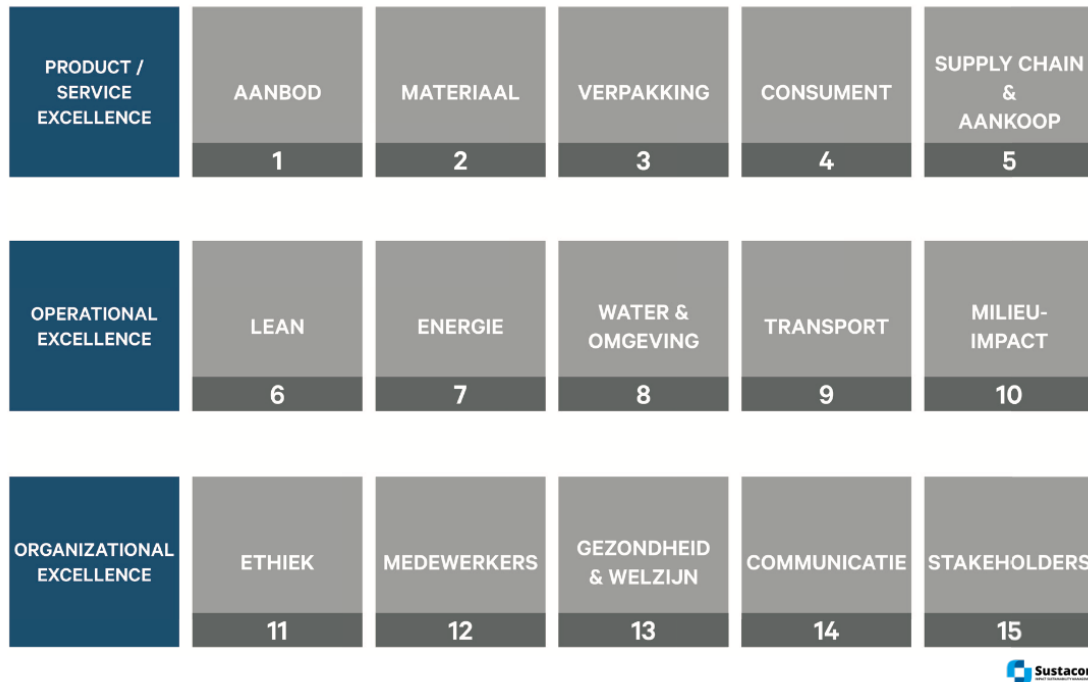 PRODUCT /
SERVICE
EXCELLENCE
AANBOD
1
MATERIAAL
2
VERPAKKING
3
CONSUMENT
4
SUPPLY CHAIN
&
AANKOOP
5
OPERATIONAL
EXCELLENCE
LEAN
6
ENERGIE
7
WATER &
OMGEVING
8
TRANSPORT
9
MILIEU-
IMPACT
10
ORGANIZATIONAL
EXCELLENCE
ETHIEK
11
MEDEWERKERS
12
GEZONDHEID
& WELZIJN
13
COMMUNICATIE
14
STAKEHOLDERS
15